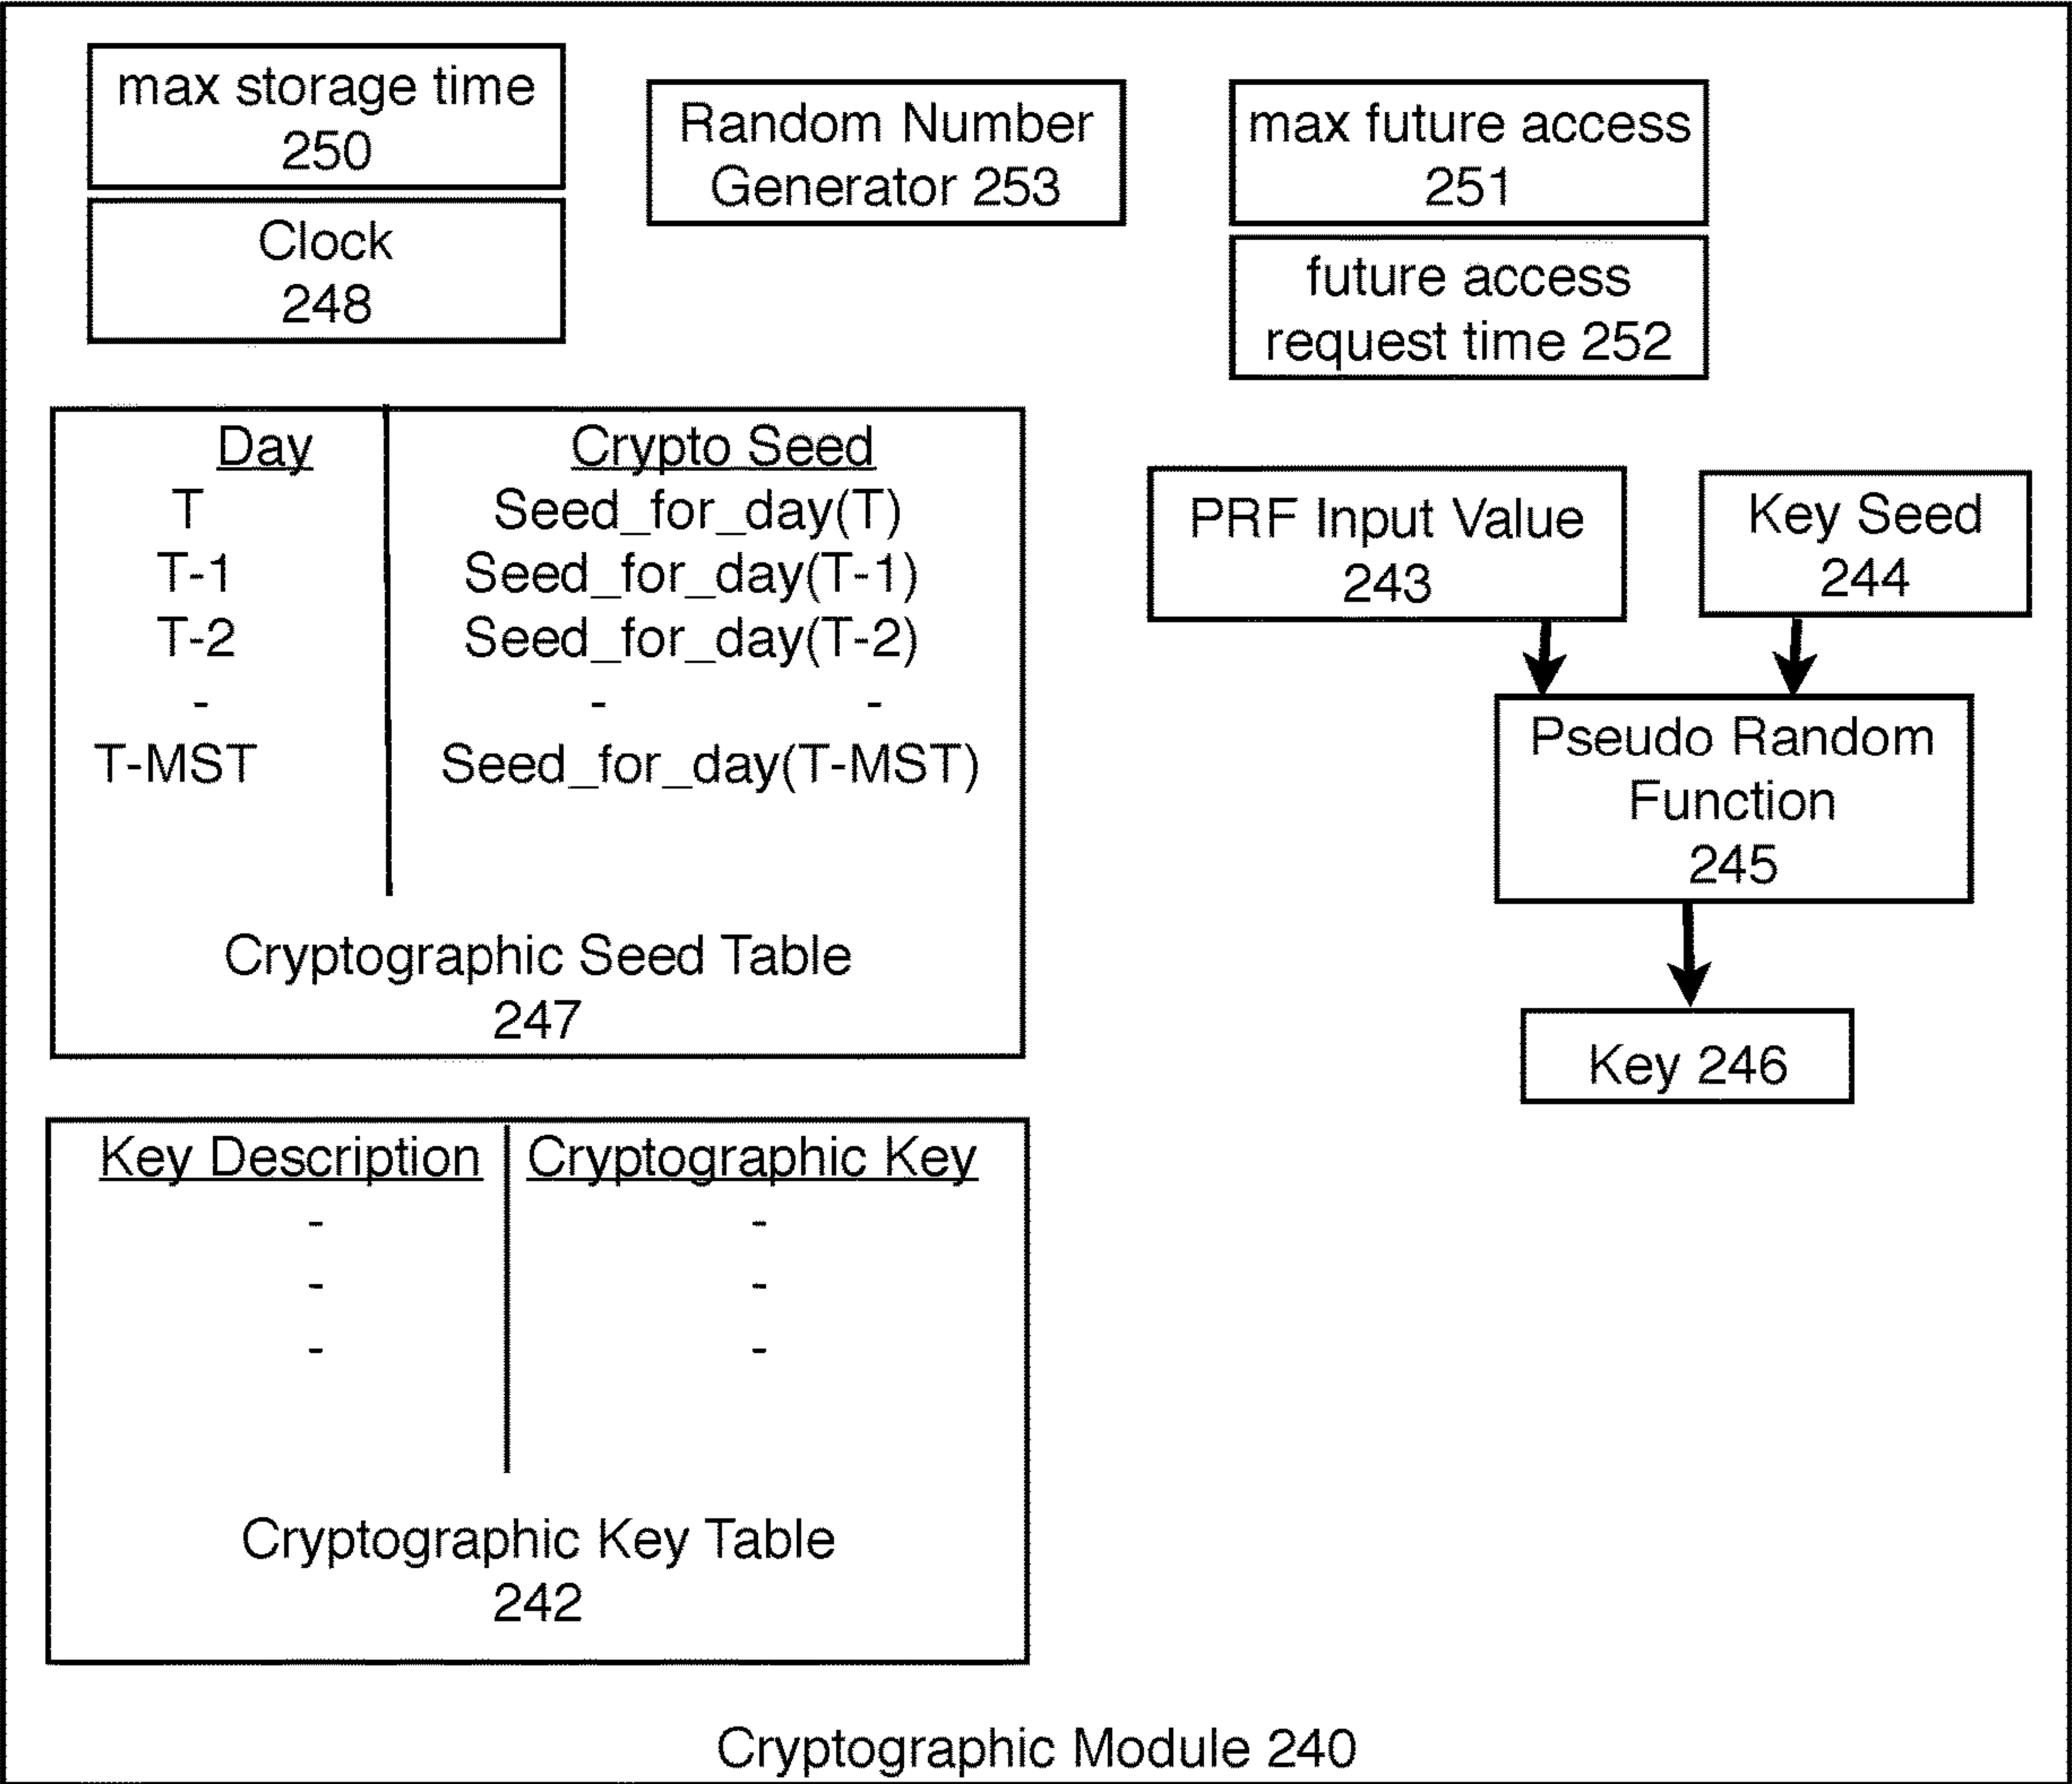 max storage time
250
Clock
248
Random Number
Generator 253
max future access
251
future access
request time 252
Day Crypto Seed
T Seed_for_day(T)
T-1 Seed_for_day(T-1)
T-2 Seed_for_day(T-2)
- - -
T-MST Seed_for_day(T-MST)
Cryptographic Seed Table
247
PRF Input Value
243
Key Seed
244
Pseudo Random
Function
245
Key 246
Key Description Cryptographic Key
- -
- -
- -
Cryptographic Key Table
242
Cryptographic Module 240